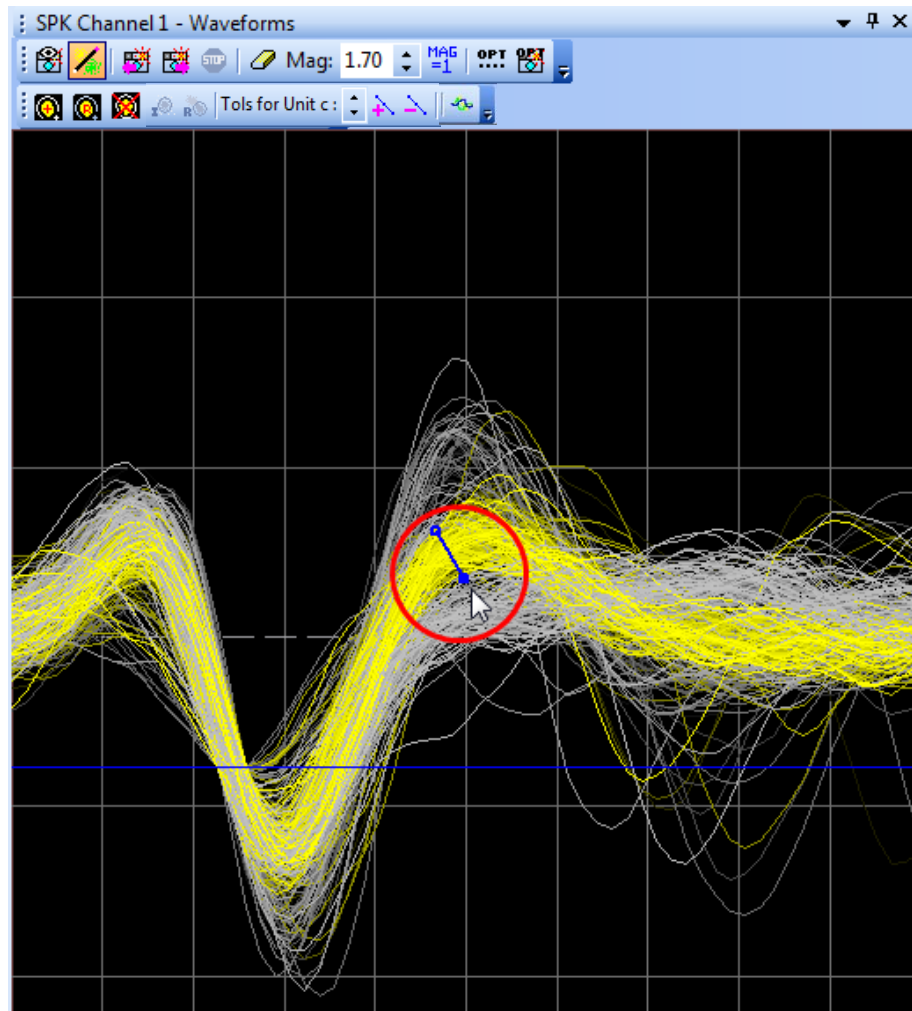 SPK Channel 1 - Waveforms
STOP Mag: 1.70 MAG =1 OPT OPT
R I R Tols for Unit c :